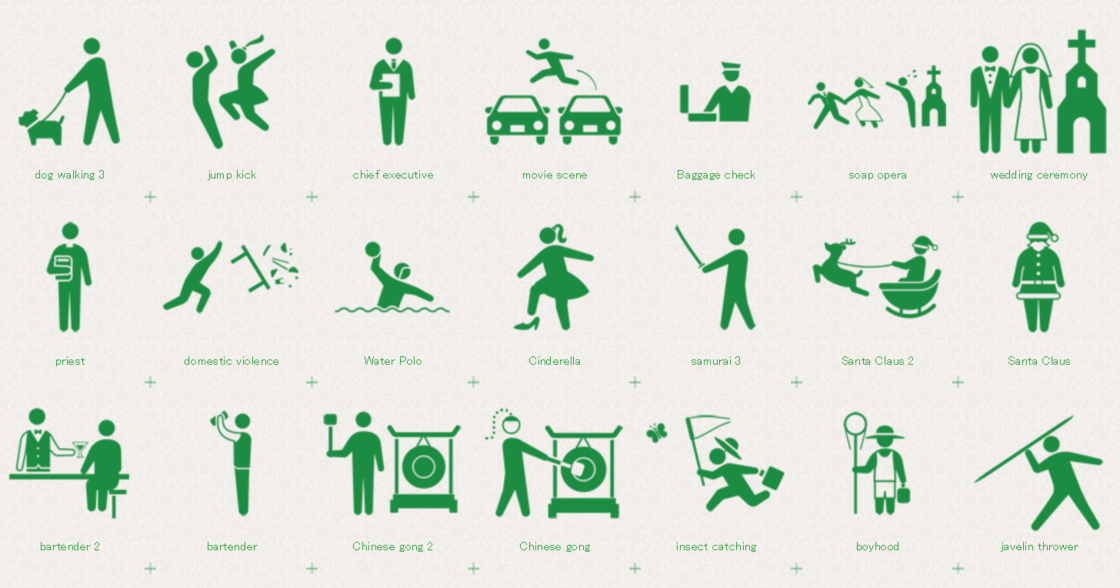 dog walking 3
jump kick
chief executive
movie scene
Baggage check
soap opera
wedding ceremony
priest
domestic violence
Water Polo
Cinderella
samurai 3
Santa Claus 2
Santa Claus
bartender 2
bartender
Chinese gong 2
Chinese gong
insect catching
boyhood
javelin thrower